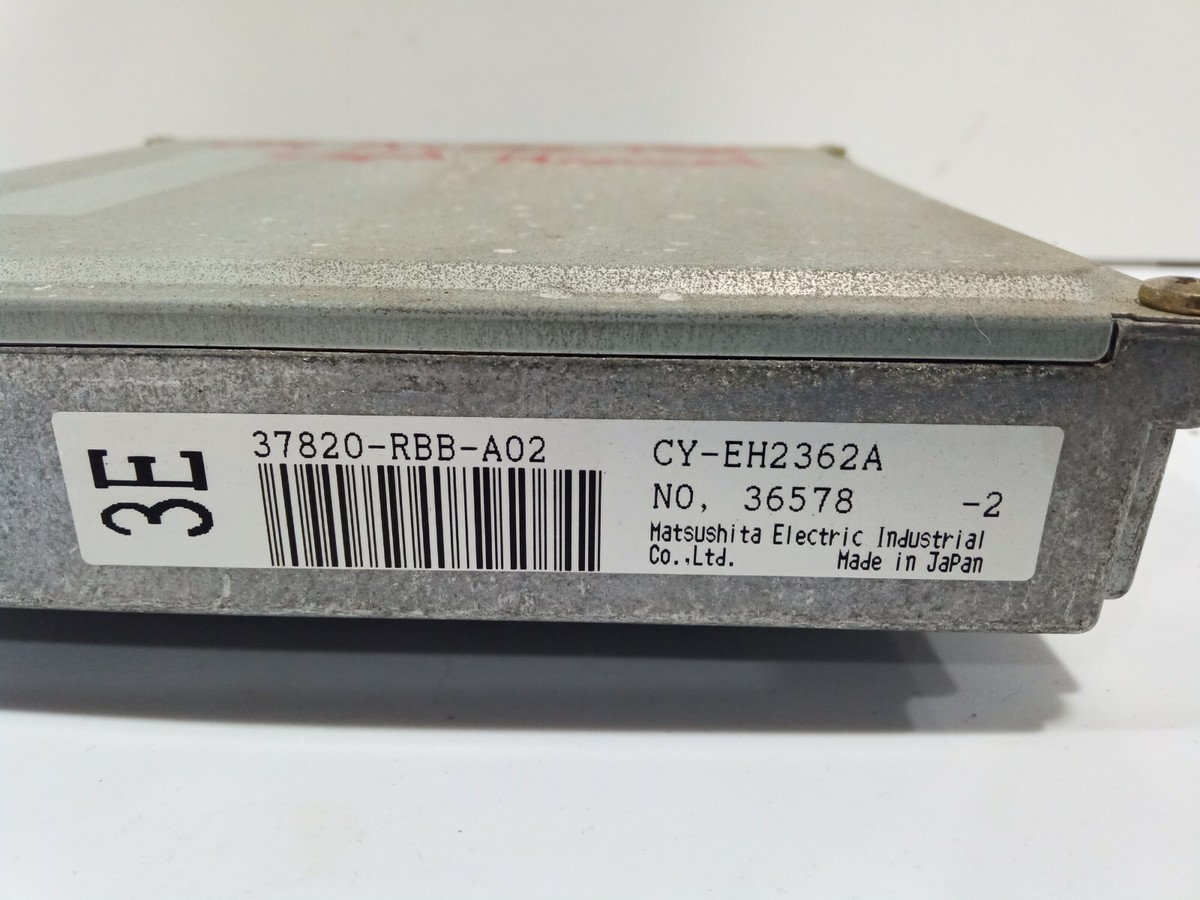 3E
37820-RBB-A02
CY-EH2362A
NO, 36578 -2
Matsushita Electric Industrial
Co.,Ltd. Made in JaPan